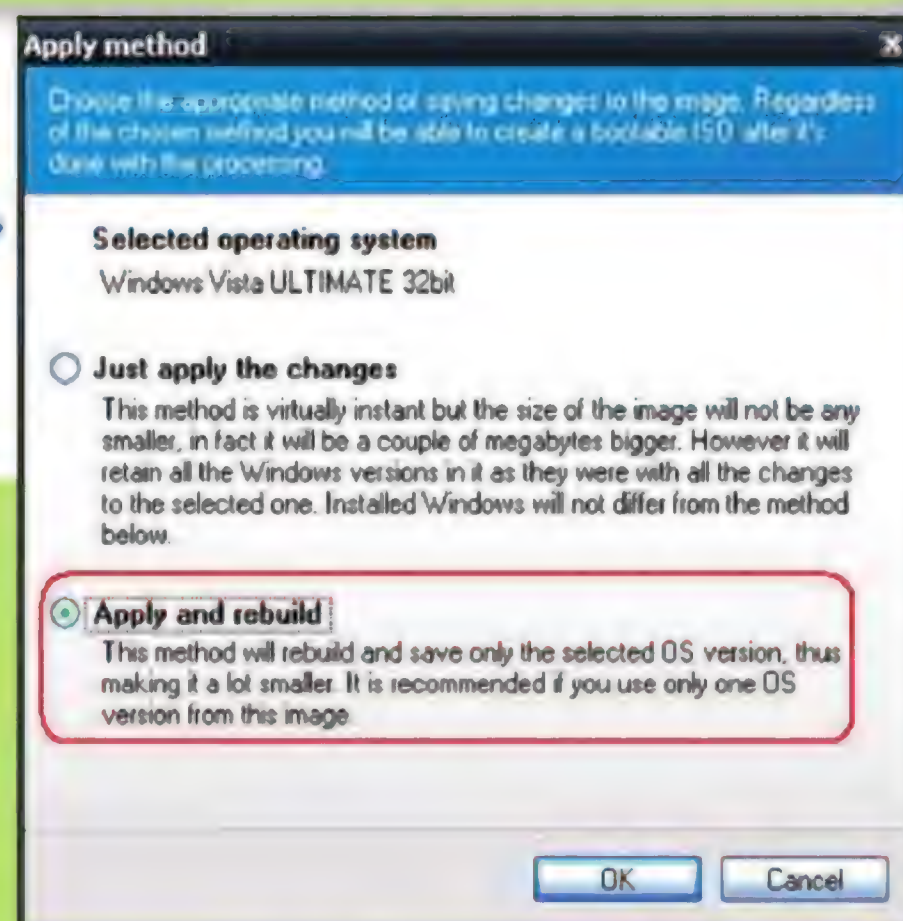 Apply method
Choose the appropriate method of saving changes to the image. Regardless
of the chosen method you will be able to create a bootable ISO after it's
done with the processing.
Selected operating system
Windows Vista ULTIMATE 32bit
Just apply the changes
This method is virtually instant but the size of the image will not be any
smaller, in fact it will be a couple of megabytes bigger. However it will
retain all the Windows versions in it as they were with all the changes
to the selected one. Installed Windows will not differ from the method
below.
Apply and rebuild
This method will rebuild and save only the selected OS version, thus
making it a lot smaller. It is recommended if you use only one OS
version from this image
OK
Cancel